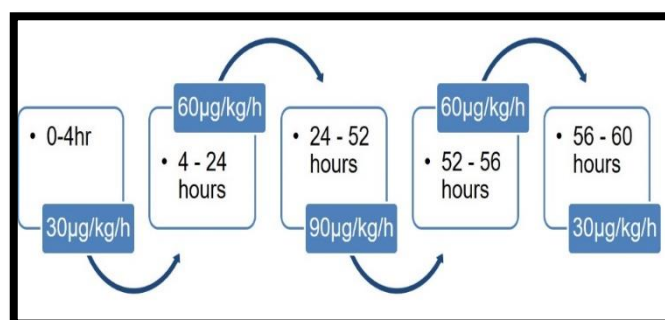 • 0-4hr
30µg/kg/h
60µg/kg/h
• 4 - 24
hours
• 24 - 52
hours
90µg/kg/h
60µg/kg/h
• 52 - 56
hours
• 56 - 60
hours
30µg/kg/h